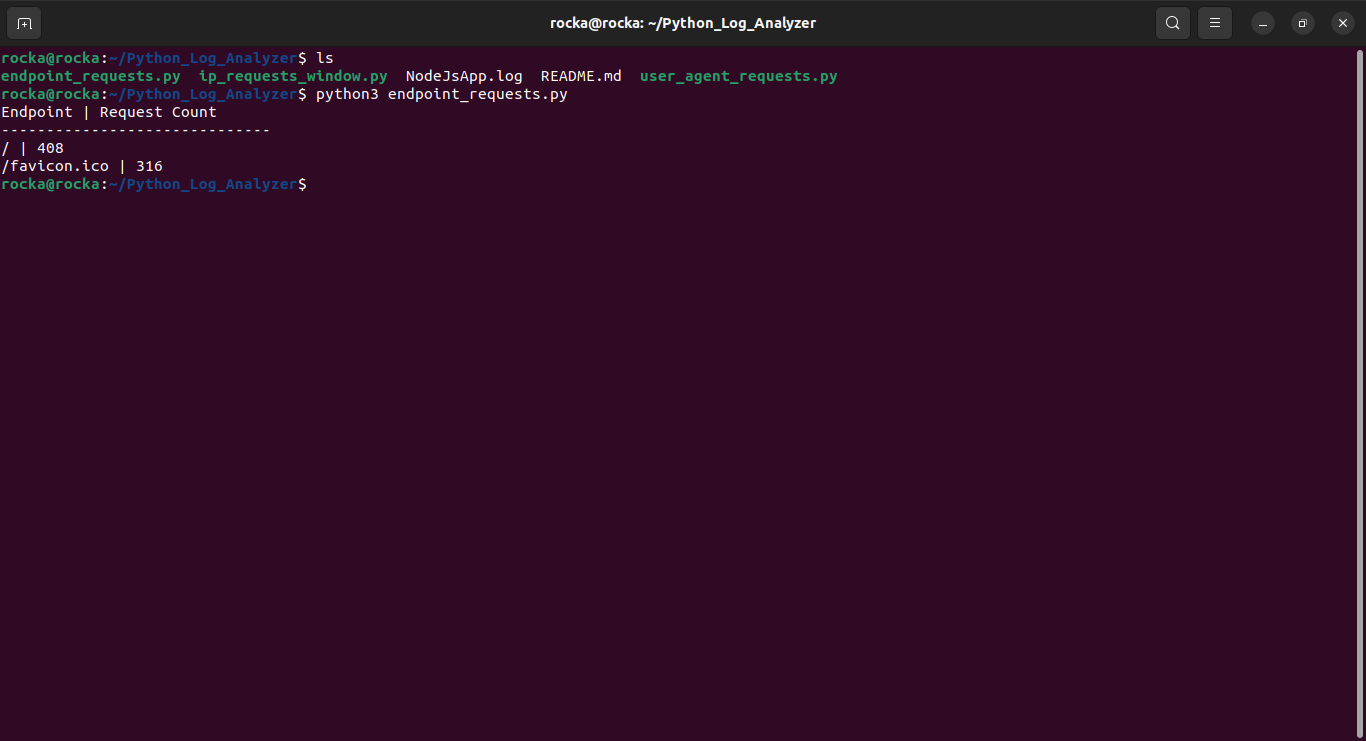 rocka@rocka: ~/Python_Log_Analyzer
rocka@rocka:~/Python_Log_Analyzer$ ls
endpoint_requests.py  ip_requests_window.py  NodeJsApp.log  README.md  user_agent_requests.py
rocka@rocka:~/Python_Log_Analyzer$ python3 endpoint_requests.py
Endpoint | Request Count
------------------------------
/ | 408
/favicon.ico | 316
rocka@rocka:~/Python_Log_Analyzer$